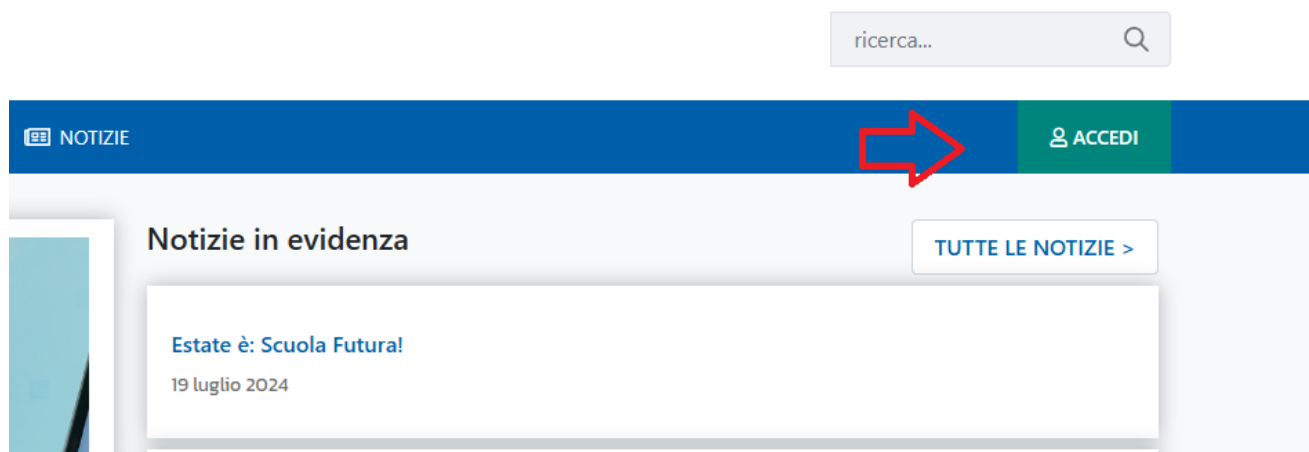 ricerca...
NOTIZIE
ACCEDI
Notizie in evidenza
TUTTE LE NOTIZIE >
Estate è: Scuola Futura!
19 luglio 2024